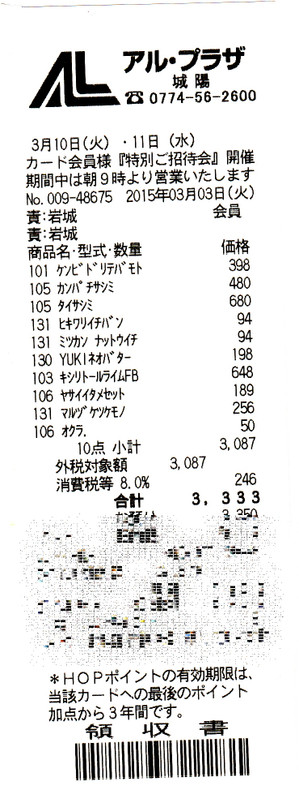 アル・プラザ
城陽
☎0774-56-2600
3月10日(火)・11日(水)
カード会員様『特別ご招待会』開催
期間中は朝9時より営業いたします
No.009-48675 2015年03月03日(火)
責:岩城 会員
責:岩城
商品名・型式・数量 価格
101 ケンビドリテバモト 398
105 カンパチサシミ 480
105 タイサシミ 680
131 ヒキワリイチバン 94
131 ミツカン ナットウイチ 94
130 YUKIネオバター 198
103 キシリトールライムFB 648
106 ヤサイイタメセット 189
131 マルヅケツケモノ 256
106 オクラ. 50
10点 小計 3,087
外税対象額 3,087
消費税等 8.0% 246
合計 3,333
3,350
*HOPポイントの有効期限は、
当該カードへの最後のポイント
加点から3年間です。
領収書